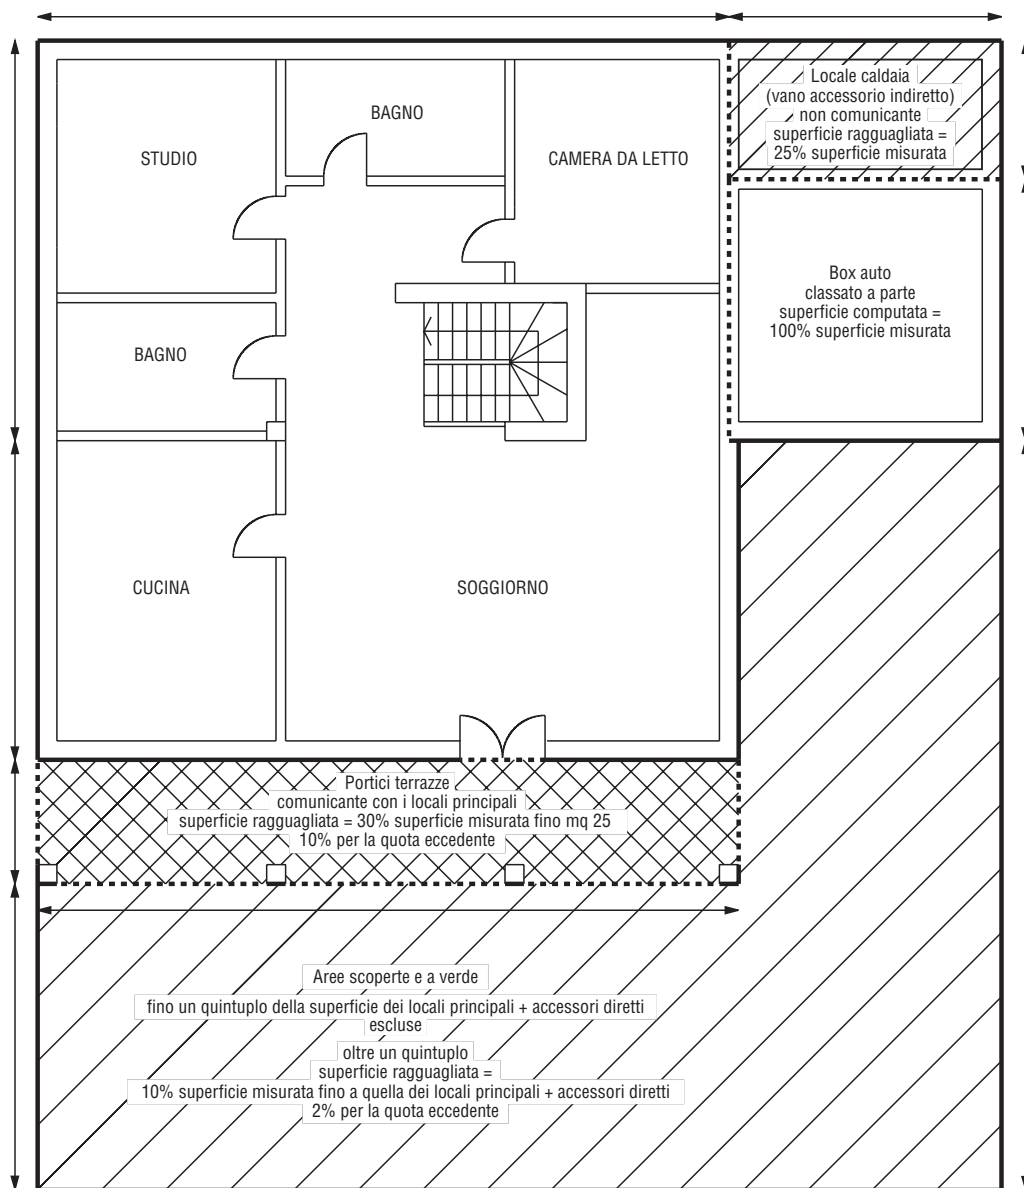 BAGNO
STUDIO
CAMERA DA LETTO
Locale caldaia
(vano accessorio indiretto)
non comunicante
superficie ragguagliata =
25% superficie misurata
Box auto
classato a parte
superficie computata =
100% superficie misurata
BAGNO
CUCINA
SOGGIORNO
Portici terrazze
comunicante con i locali principali
superficie ragguagliata = 30% superficie misurata fino mq 25
10% per la quota eccedente
Aree scoperte e a verde
fino un quintuplo della superficie dei locali principali + accessori diretti
escluse
oltre un quintuplo
superficie ragguagliata =
10% superficie misurata fino a quella dei locali principali + accessori diretti
2% per la quota eccedente